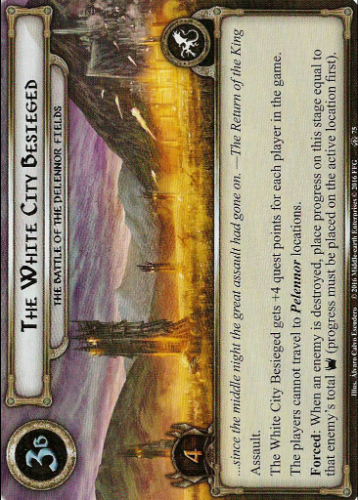 3B
The White City Besieged
The Battle of the Pelennor Fields
4
...since the middle night the great assault had gone on. —The Return of the King
Assault.
The White City Besieged gets +4 quest points for each player in the game.
The players cannot travel to Pelennor locations.
Forced: When an enemy is destroyed, place progress on this stage equal to
that enemy's total (progress must be placed on the active location first).
Illus. Álvaro Calvo Escudero © 2016 Middle-earth Enterprises © 2016 FFG 75